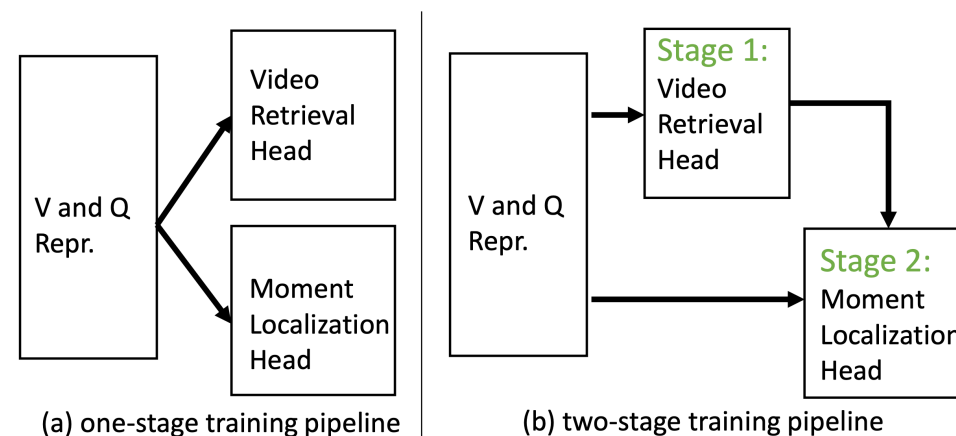 V and Q
Repr.
Video
Retrieval
Head
Moment
Localization
Head
(a) one-stage training pipeline
V and Q
Repr.
Stage 1:
Video
Retrieval
Head
Stage 2:
Moment
Localization
Head
(b) two-stage training pipeline